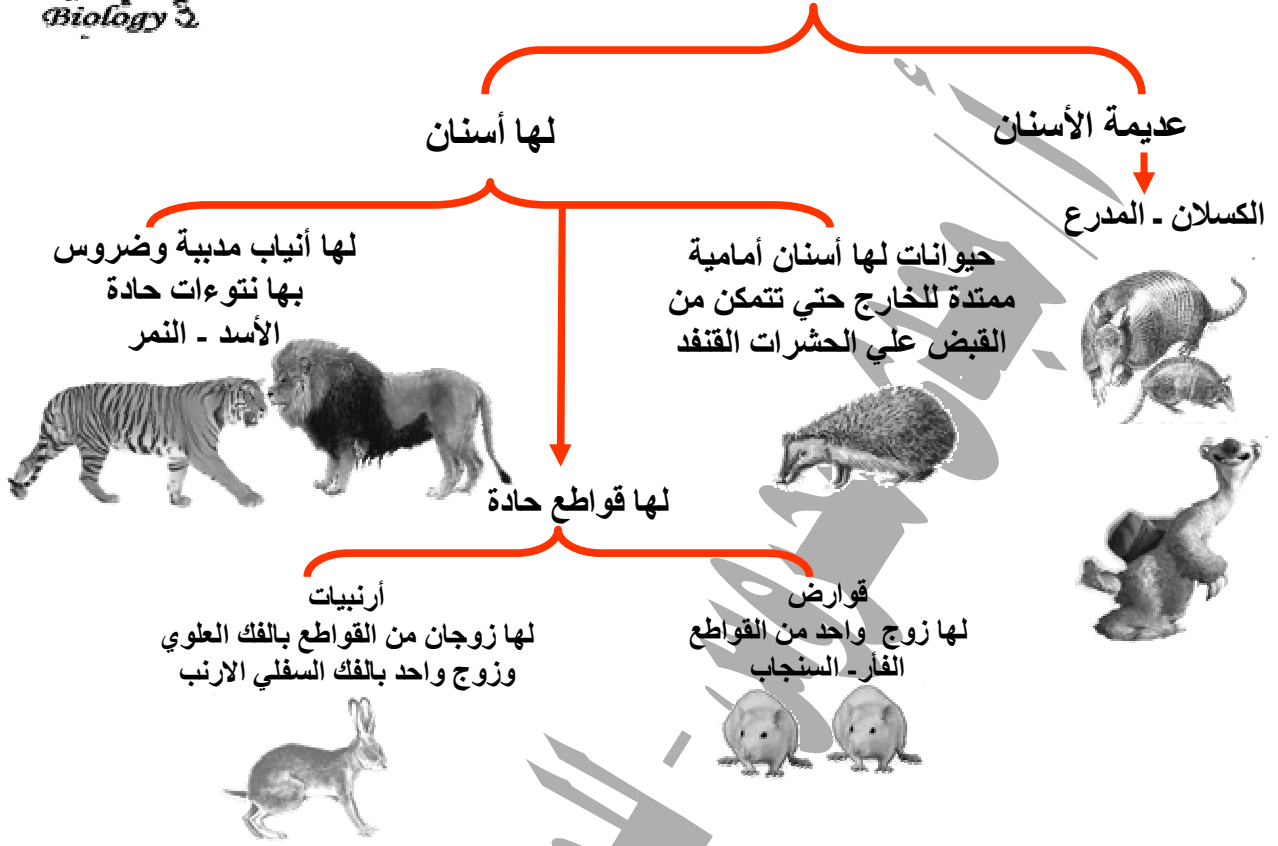 Biology
عديمة الأسنان
لها أسنان
الكسلان - المدرع
حيوانات لها أسنان أمامية
ممتدة للخارج حتي تتمكن من
القبض علي الحشرات القنفد
لها أنياب مدببة وضروس
بها نتوءات حادة
الأسد - النمر
لها قواطع حادة
قوارض
لها زوج واحد من القواطع
الفأر- السنجاب
أرنبيات
لها زوجان من القواطع بالفك العلوي
وزوج واحد بالفك السفلي الارنب